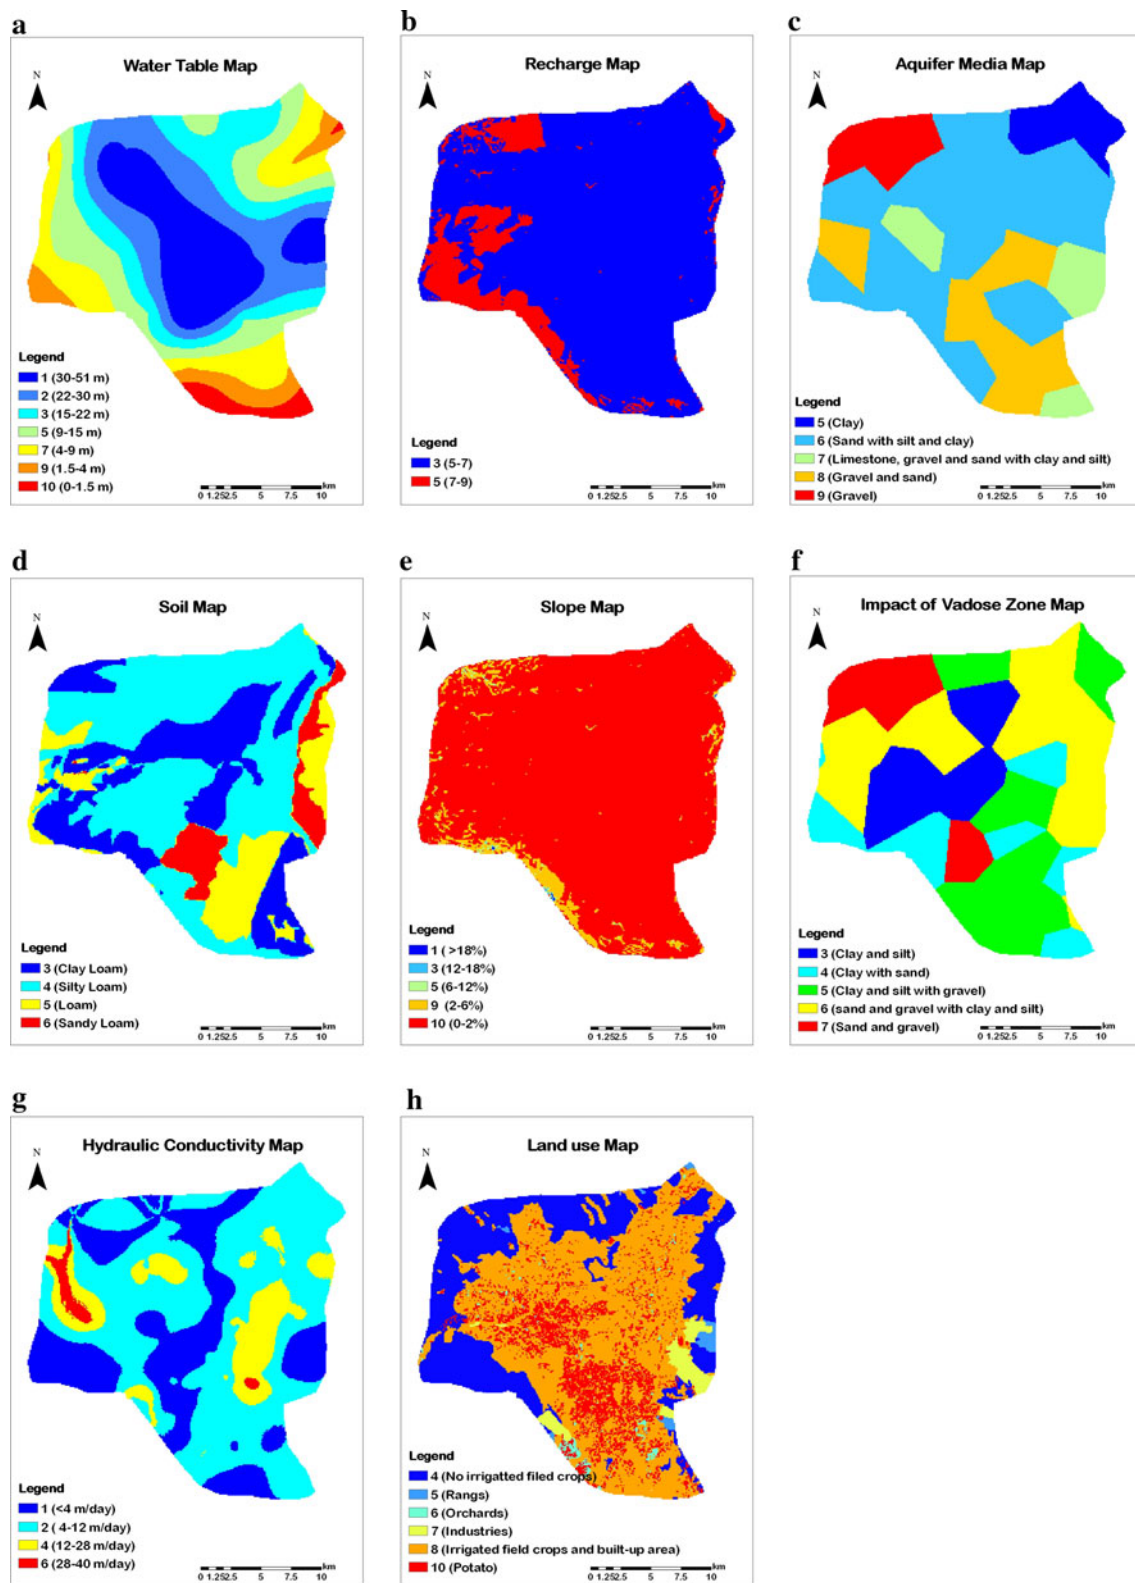 a
Water Table Map
N
Legend
1 (30-51 m)
2 (22-30 m)
3 (15-22 m)
5 (9-15 m)
7 (4-9 m)
9 (1.5-4 m)
10 (0-1.5 m)
km
0 1.252.5 5 7.5 10
b
Recharge Map
N
Legend
3 (5-7)
5 (7-9)
km
0 1.252.5 5 7.5 10
c
Aquifer Media Map
N
Legend
5 (Clay)
6 (Sand with silt and clay)
7 (Limestone, gravel and sand with clay and silt)
8 (Gravel and sand)
9 (Gravel)
km
0 1.252.5 5 7.5 10
d
Soil Map
N
Legend
3 (Clay Loam)
4 (Silty Loam)
5 (Loam)
6 (Sandy Loam)
km
0 1.252.5 5 7.5 10
e
Slope Map
N
Legend
1 ( >18%)
3 (12-18%)
5 (6-12%)
9 (2-6%)
10 (0-2%)
km
0 1.252.5 5 7.5 10
f
Impact of Vadose Zone Map
N
Legend
3 (Clay and silt)
4 (Clay with sand)
5 (Clay and silt with gravel)
6 (sand and gravel with clay and silt)
7 (Sand and gravel)
km
0 1.252.5 5 7.5 10
g
Hydraulic Conductivity Map
N
Legend
1 (<4 m/day)
2 ( 4-12 m/day)
4 (12-28 m/day)
6 (28-40 m/day)
km
0 1.252.5 5 7.5 10
h
Land use Map
N
Legend
4 (No irrigatted filed crops)
5 (Rangs)
6 (Orchards)
7 (Industries)
8 (Irrigated field crops and built-up area)
10 (Potato)
km
0 1.252.5 5 7.5 10